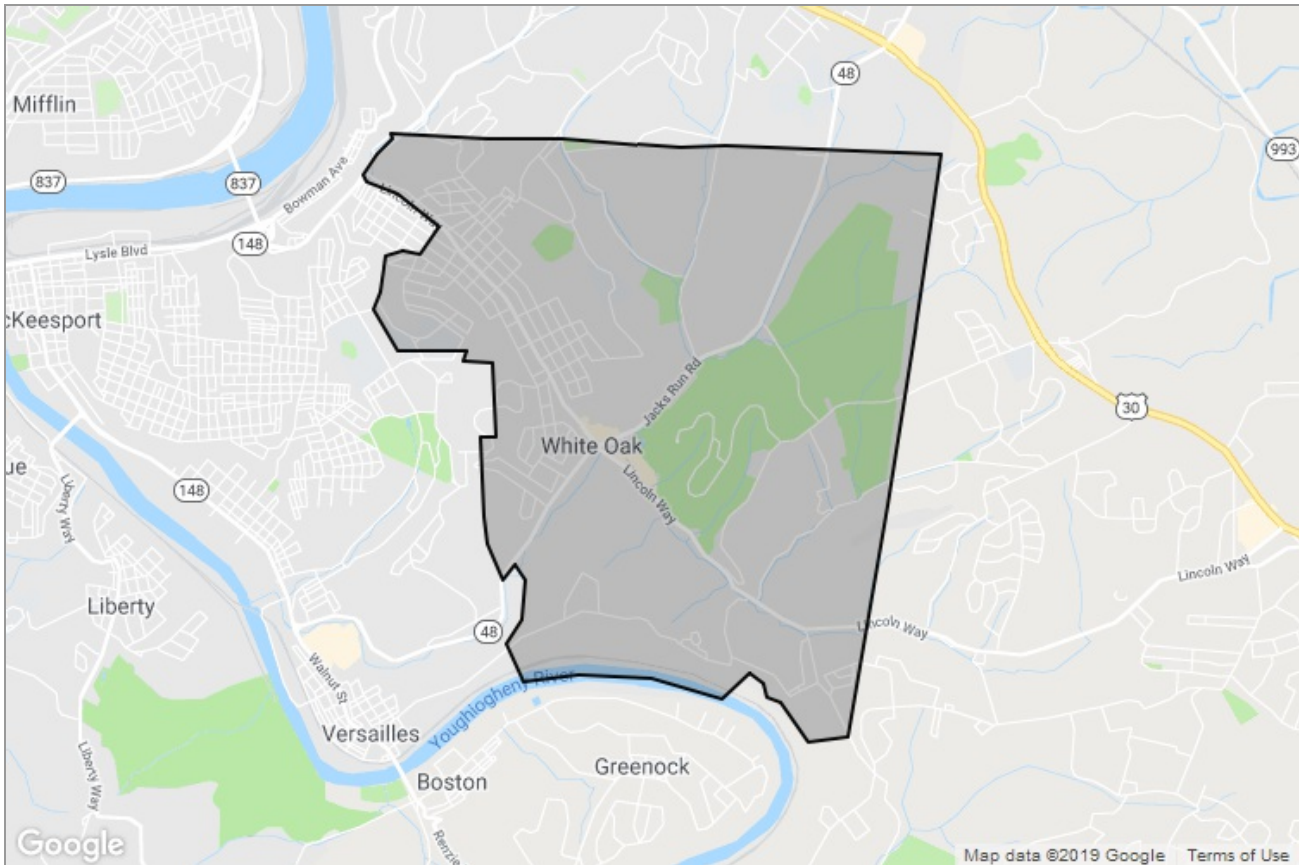 48
Mifflin
993
837
837
Bowman Ave
Lincoln W
148
Lysle Blvd
cKeesport
Jacks Run Rd
30
White Oak
ue
Liberty Way
148
Lincoln Way
Lincoln Way
Liberty
48
Lincoln Way
Walnut St
Youghiogheny River
Versailles
Greenock
Boston
Liberty Way
Renzie
Google
Map data ©2019 Google
Terms of Use